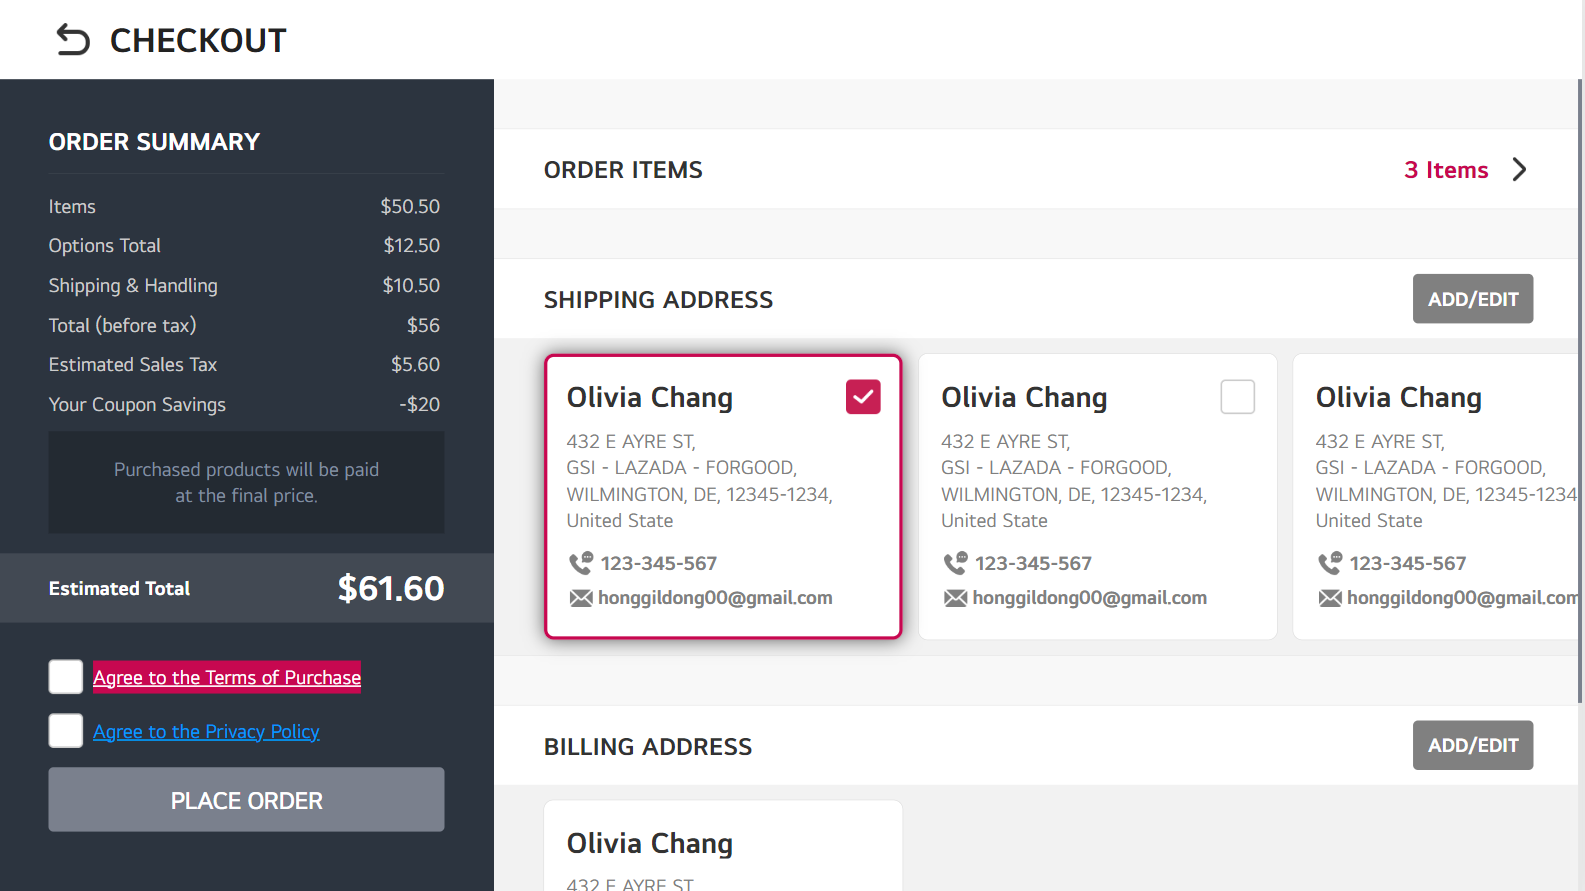 CHECKOUT
ORDER SUMMARY
Items $50.50
Options Total $12.50
Shipping & Handling $10.50
Total (before tax) $56
Estimated Sales Tax $5.60
Your Coupon Savings -$20
Purchased products will be paid
at the final price.
Estimated Total $61.60
Agree to the Terms of Purchase
Agree to the Privacy Policy
PLACE ORDER
ORDER ITEMS 3 Items
SHIPPING ADDRESS ADD/EDIT
Olivia Chang
432 E AYRE ST,
GSI - LAZADA - FORGOOD,
WILMINGTON, DE, 12345-1234,
United State
123-345-567
honggildong00@gmail.com
Olivia Chang
432 E AYRE ST,
GSI - LAZADA - FORGOOD,
WILMINGTON, DE, 12345-1234,
United State
123-345-567
honggildong00@gmail.com
Olivia Chang
432 E AYRE ST,
GSI - LAZADA - FORGOOD,
WILMINGTON, DE, 12345-1234
United State
123-345-567
honggildong00@gmail.com
BILLING ADDRESS ADD/EDIT
Olivia Chang
432 E AYRE ST